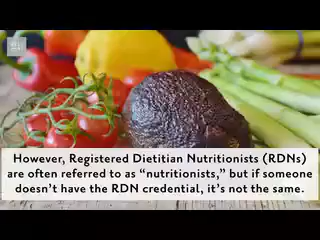 However, Registered Dietitian Nutritionists (RDNs)
are often referred to as “nutritionists,” but if someone
doesn’t have the RDN credential, it’s not the same.